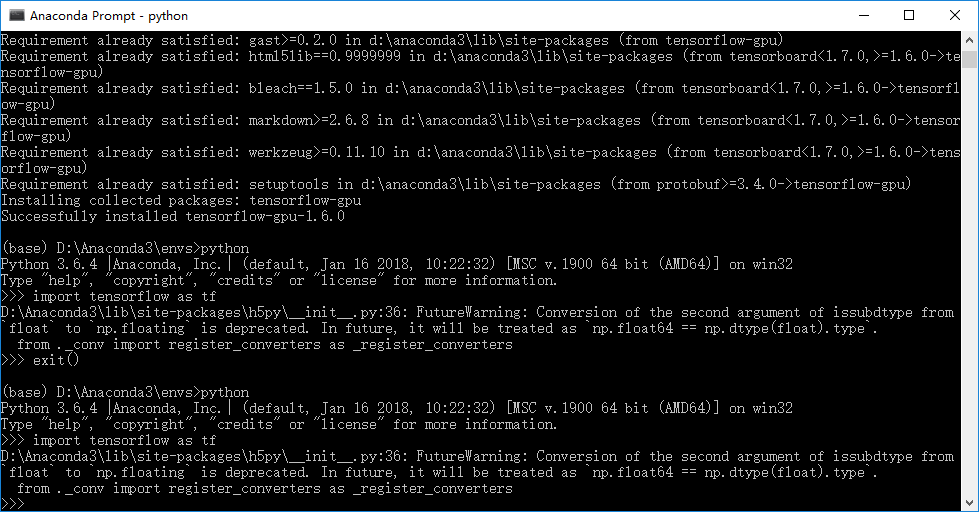 Anaconda Prompt - python
Requirement already satisfied: gast>=0.2.0 in d:\anaconda3\lib\site-packages (from tensorflow-gpu)
Requirement already satisfied: html5lib==0.9999999 in d:\anaconda3\lib\site-packages (from tensorboard<1.7.0,>=1.6.0->te
nsorflow-gpu)
Requirement already satisfied: bleach==1.5.0 in d:\anaconda3\lib\site-packages (from tensorboard<1.7.0,>=1.6.0->tensorfl
ow-gpu)
Requirement already satisfied: markdown>=2.6.8 in d:\anaconda3\lib\site-packages (from tensorboard<1.7.0,>=1.6.0->tensor
flow-gpu)
Requirement already satisfied: werkzeug>=0.11.10 in d:\anaconda3\lib\site-packages (from tensorboard<1.7.0,>=1.6.0->tens
orflow-gpu)
Requirement already satisfied: setuptools in d:\anaconda3\lib\site-packages (from protobuf>=3.4.0->tensorflow-gpu)
Installing collected packages: tensorflow-gpu
Successfully installed tensorflow-gpu-1.6.0
(base) D:\Anaconda3\envs>python
Python 3.6.4 |Anaconda, Inc.| (default, Jan 16 2018, 10:22:32) [MSC v.1900 64 bit (AMD64)] on win32
Type "help", "copyright", "credits" or "license" for more information.
>>> import tensorflow as tf
D:\Anaconda3\lib\site-packages\h5py\__init__.py:36: FutureWarning: Conversion of the second argument of issubdtype from
`float` to `np.floating` is deprecated. In future, it will be treated as `np.float64 == np.dtype(float).type`.
  from ._conv import register_converters as _register_converters
>>> exit()
(base) D:\Anaconda3\envs>python
Python 3.6.4 |Anaconda, Inc.| (default, Jan 16 2018, 10:22:32) [MSC v.1900 64 bit (AMD64)] on win32
Type "help", "copyright", "credits" or "license" for more information.
>>> import tensorflow as tf
D:\Anaconda3\lib\site-packages\h5py\__init__.py:36: FutureWarning: Conversion of the second argument of issubdtype from
`float` to `np.floating` is deprecated. In future, it will be treated as `np.float64 == np.dtype(float).type`.
  from ._conv import register_converters as _register_converters
>>>